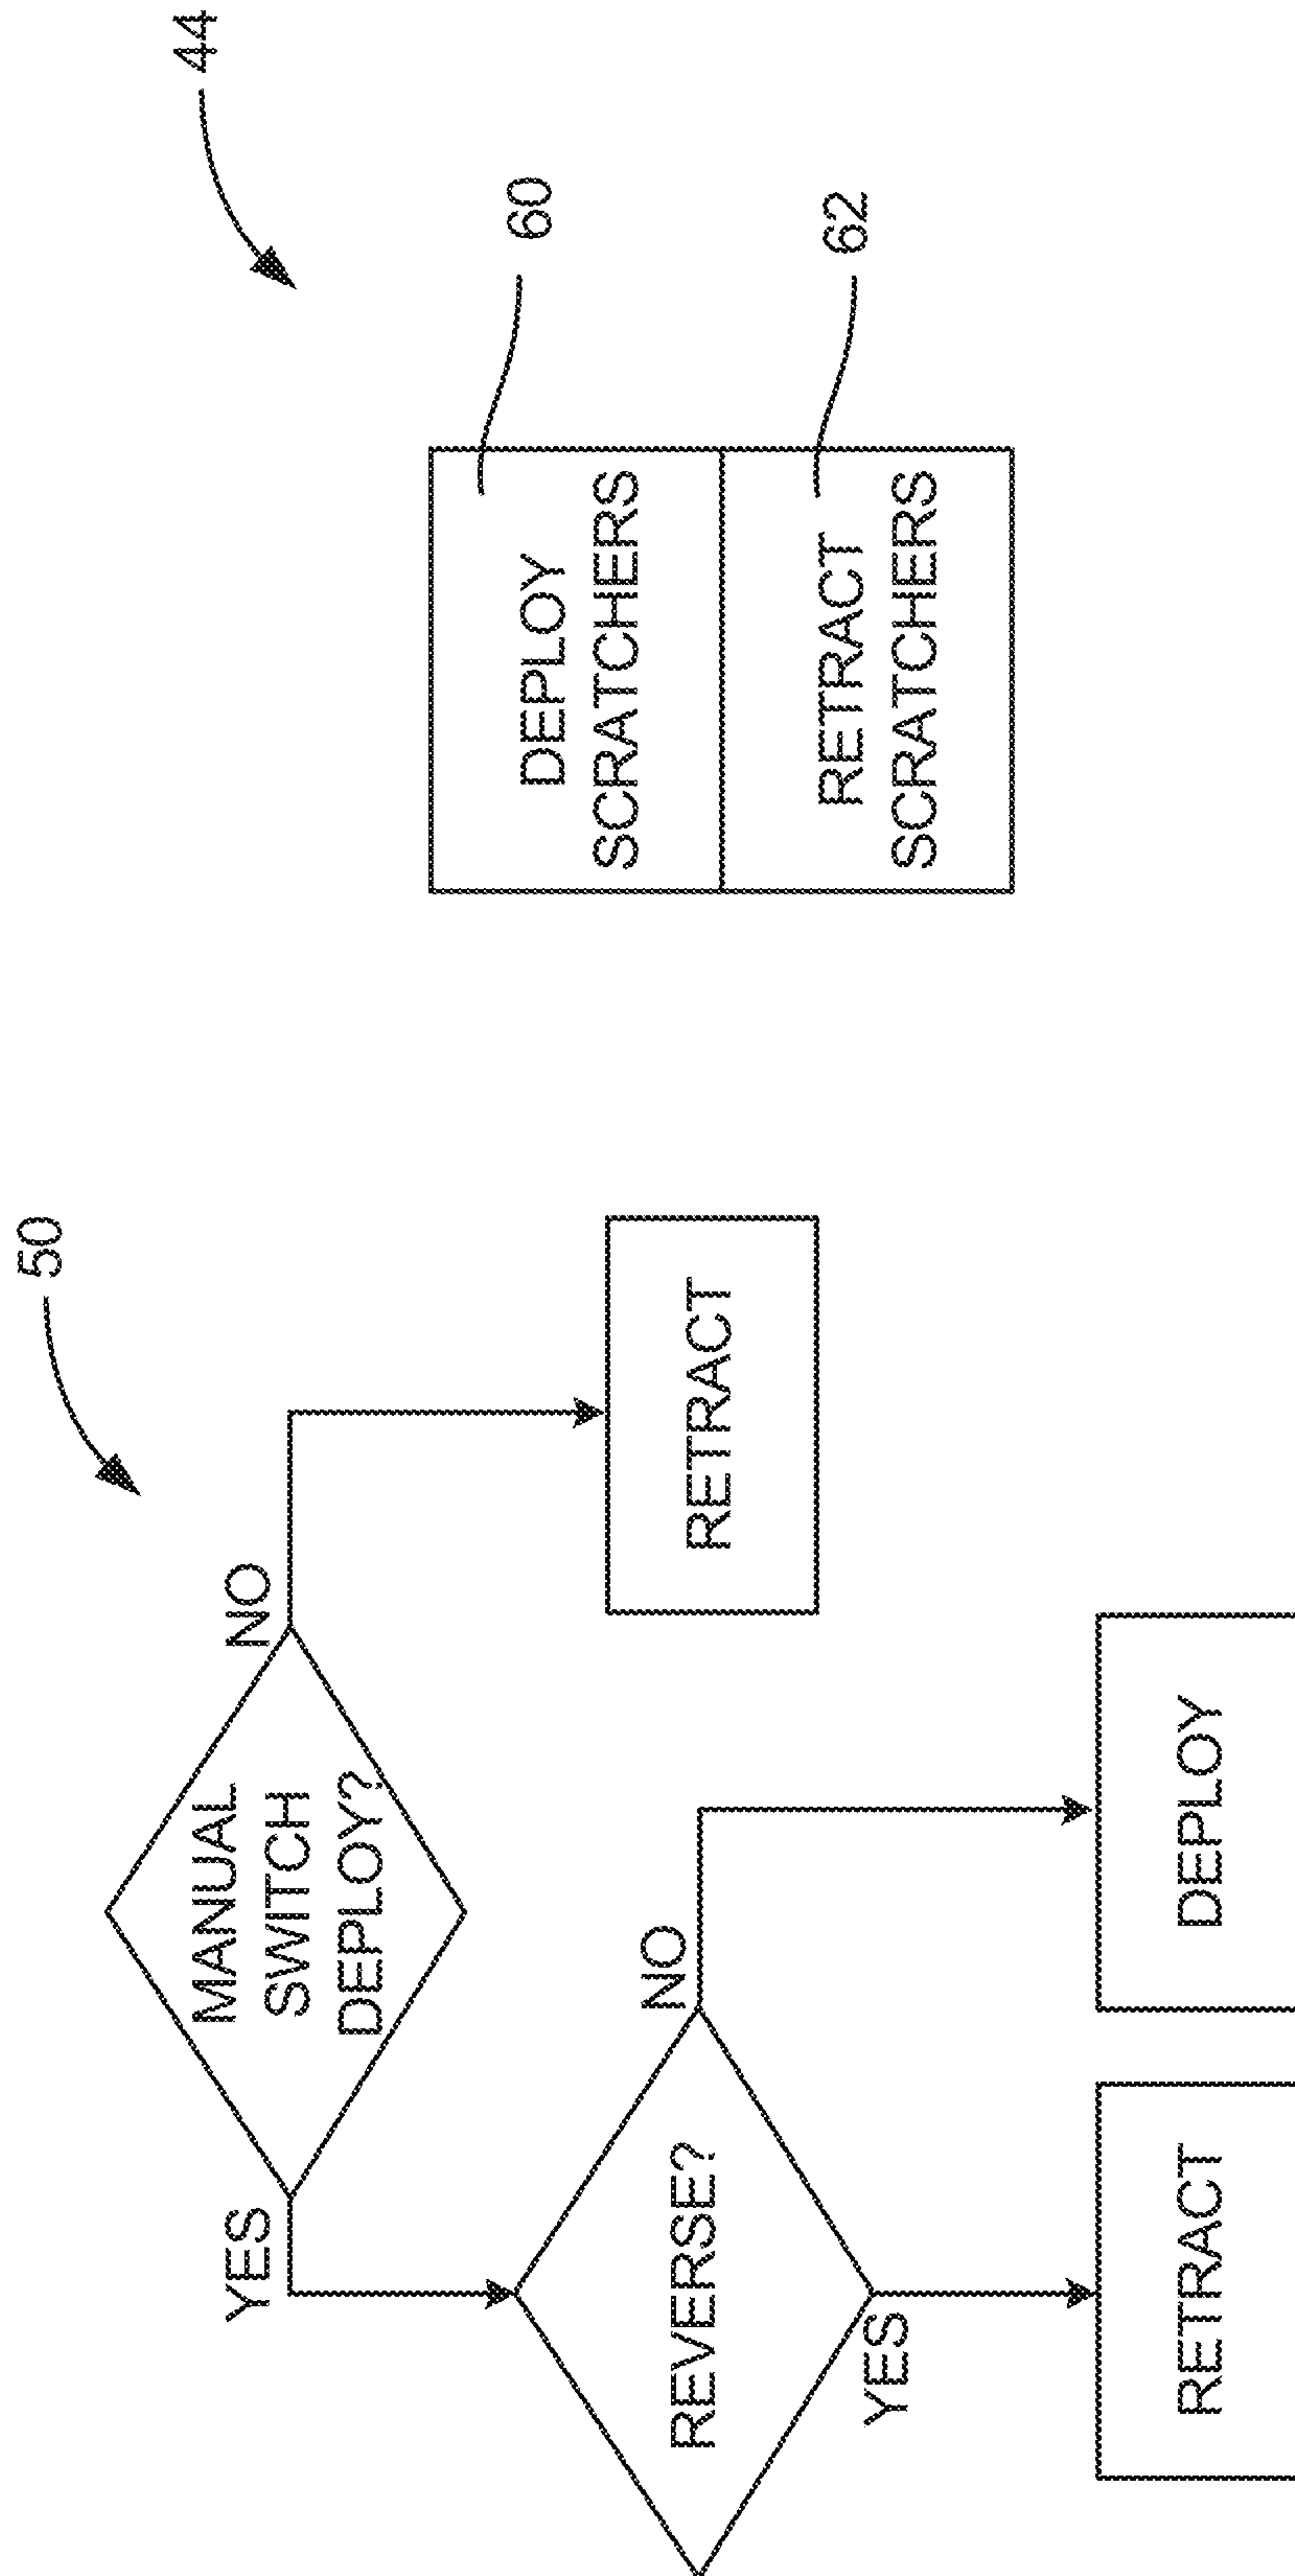 50
MANUAL
SWITCH
DEPLOY?
YES
NO
RETRACT
REVERSE?
NO
YES
RETRACT
DEPLOY
44
DEPLOY
SCRATCHERS
60
RETRACT
SCRATCHERS
62